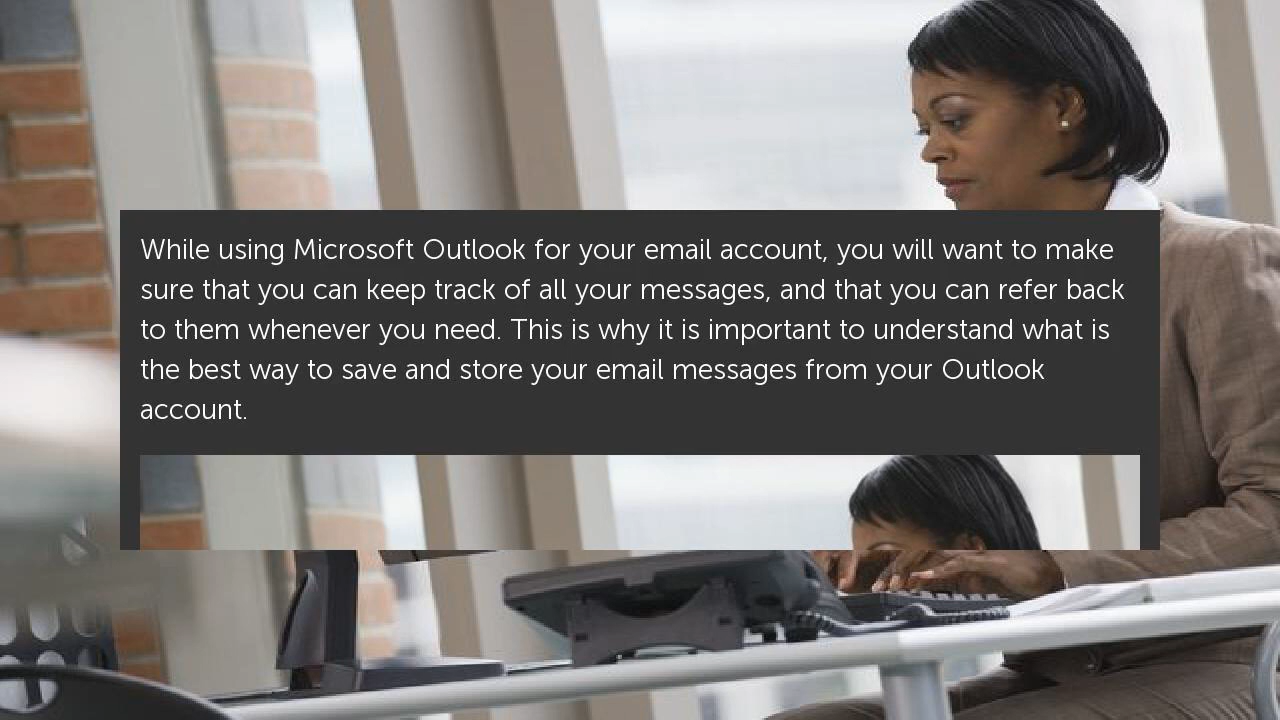 While using Microsoft Outlook for your email account, you will want to make
sure that you can keep track of all your messages, and that you can refer back
to them whenever you need. This is why it is important to understand what is
the best way to save and store your email messages from your Outlook
account.